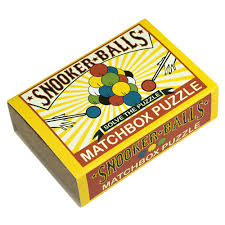 SNOOKER★BALLS
SOLVE THE PUZZLE
MATCHBOX PUZZLE
SNOOKER★BALLS
MATCHBOX PUZZLE